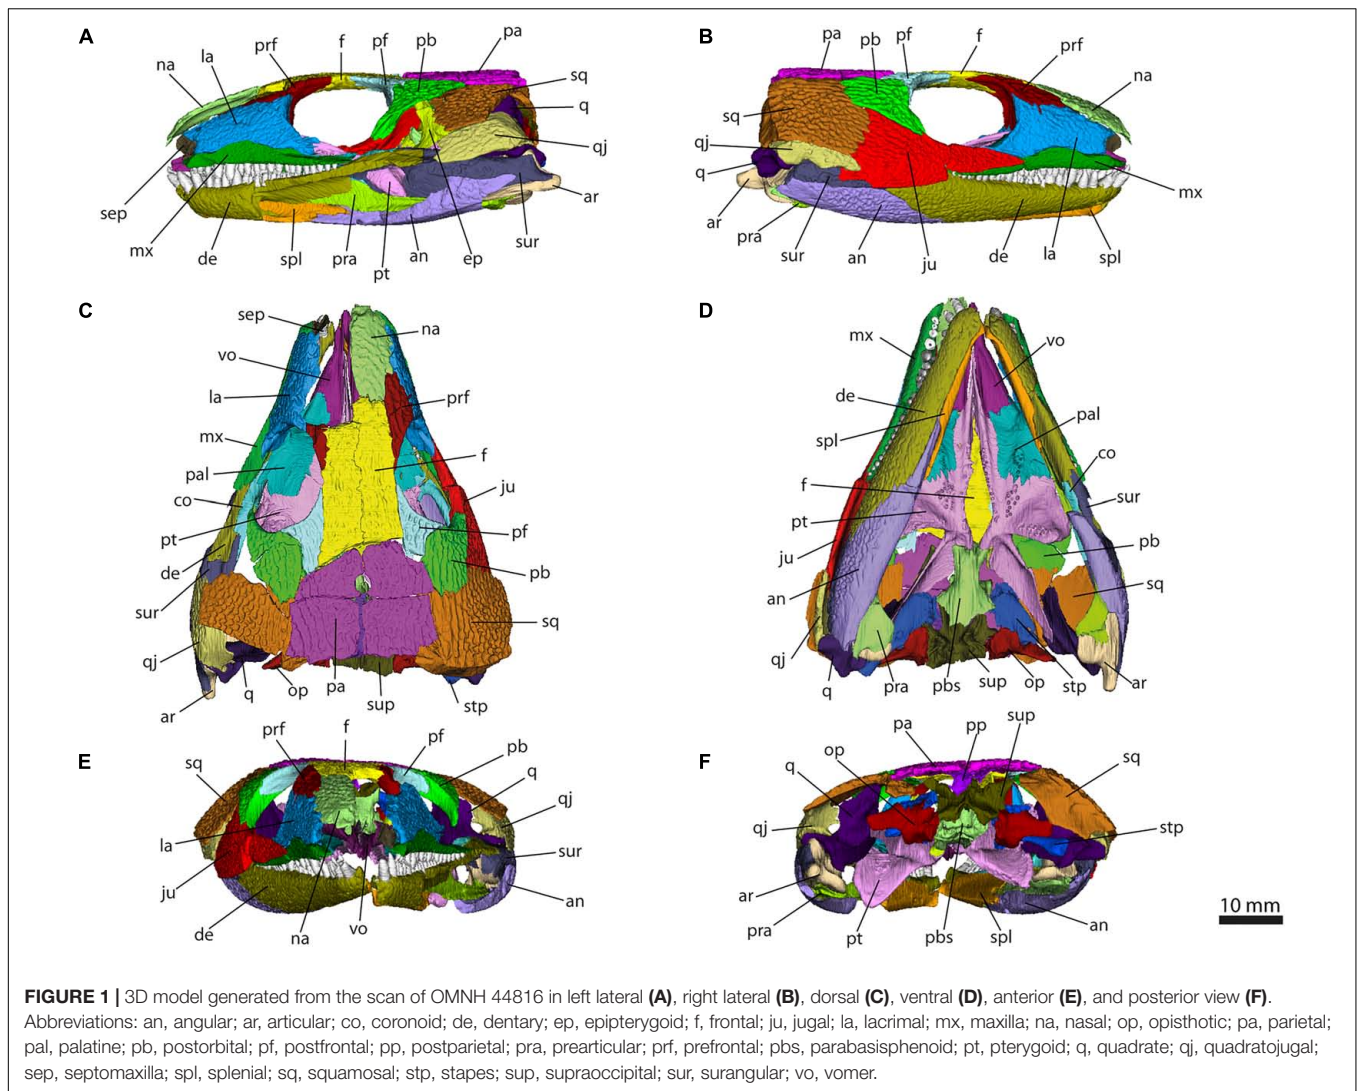 A
na
la
prf
f
pf
pb
pa
sq
q
qj
ar
sur
ep
an
pt
pra
spl
de
mx
sep
B
pa
pb
pf
f
prf
na
sq
qj
q
ar
pra
sur
an
ju
de
la
spl
mx
C
sep
na
vo
la
prf
mx
f
pal
co
ju
pt
pf
de
pb
sur
sq
qj
q
op
pa
sup
stp
ar
D
mx
vo
de
pal
spl
co
f
sur
pt
pb
ju
an
sq
qj
q
pra
pbs
sup
op
stp
ar
E
sq
prf
f
pf
pb
q
qj
la
sur
ju
an
de
na
vo
F
q
op
pa
pp
sup
sq
qj
stp
ar
pra
pt
pbs
spl
an
10 mm
FIGURE 1 | 3D model generated from the scan of OMNH 44816 in left lateral (A), right lateral (B), dorsal (C), ventral (D), anterior (E), and posterior view (F).
Abbreviations: an, angular; ar, articular; co, coronoid; de, dentary; ep, epipterygoid; f, frontal; ju, jugal; la, lacrimal; mx, maxilla; na, nasal; op, opisthotic; pa, parietal;
pal, palatine; pb, postorbital; pf, postfrontal; pp, postparietal; pra, prearticular; prf, prefrontal; pbs, parabasisphenoid; pt, pterygoid; q, quadrate; qj, quadratojugal;
sep, septomaxilla; spl, splenial; sq, squamosal; stp, stapes; sup, supraoccipital; sur, surangular; vo, vomer.